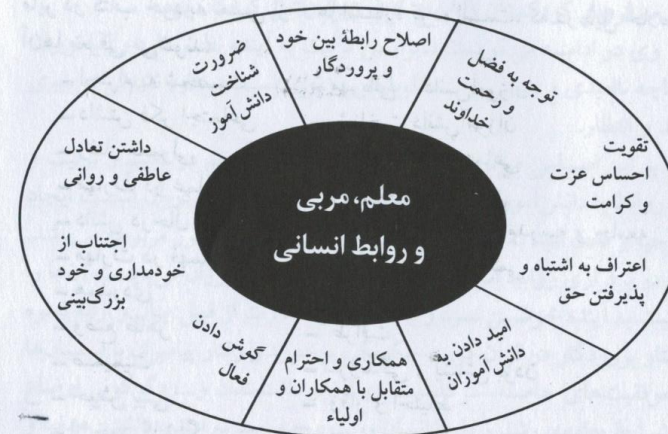 معلم، مربی
و روابط انسانی
اصلاح رابطهٔ بین خود
و پروردگار
توجه به فضل
و رحمت
خداوند
تقویت
احساس عزت
و کرامت
اعتراف به اشتباه و
پذیرفتن حق
امید دادن به
دانش آموزان
همکاری و احترام
متقابل با همکاران و
اولیاء
گوش دادن
فعال
اجتناب از
خودمداری و خود
بزرگ‌بینی
داشتن تعادل
عاطفی و روانی
ضرورت
شناخت
دانش آموز